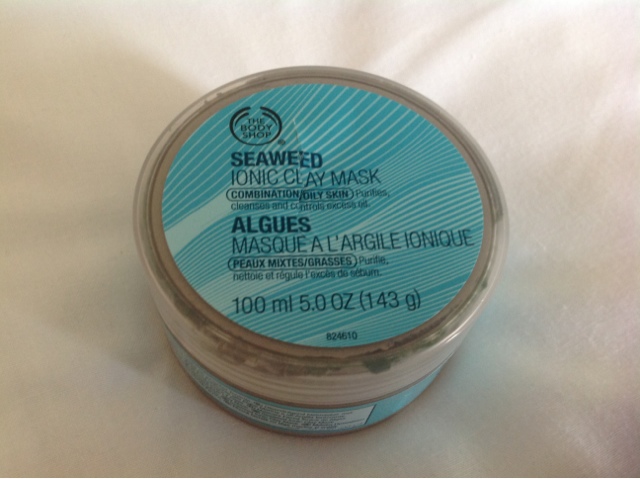 THE
BODY
SHOP
SEAWEED
IONIC CLAY MASK
(COMBINATION/OILY SKIN) Purifies,
cleanses and controls excess oil.
ALGUES
MASQUE A L'ARGILE IONIQUE
(PEAUX MIXTES/GRASSES) Purifie,
nettoie et régule l'excès de sébum.
100 ml 5.0 OZ (143 g)
824610